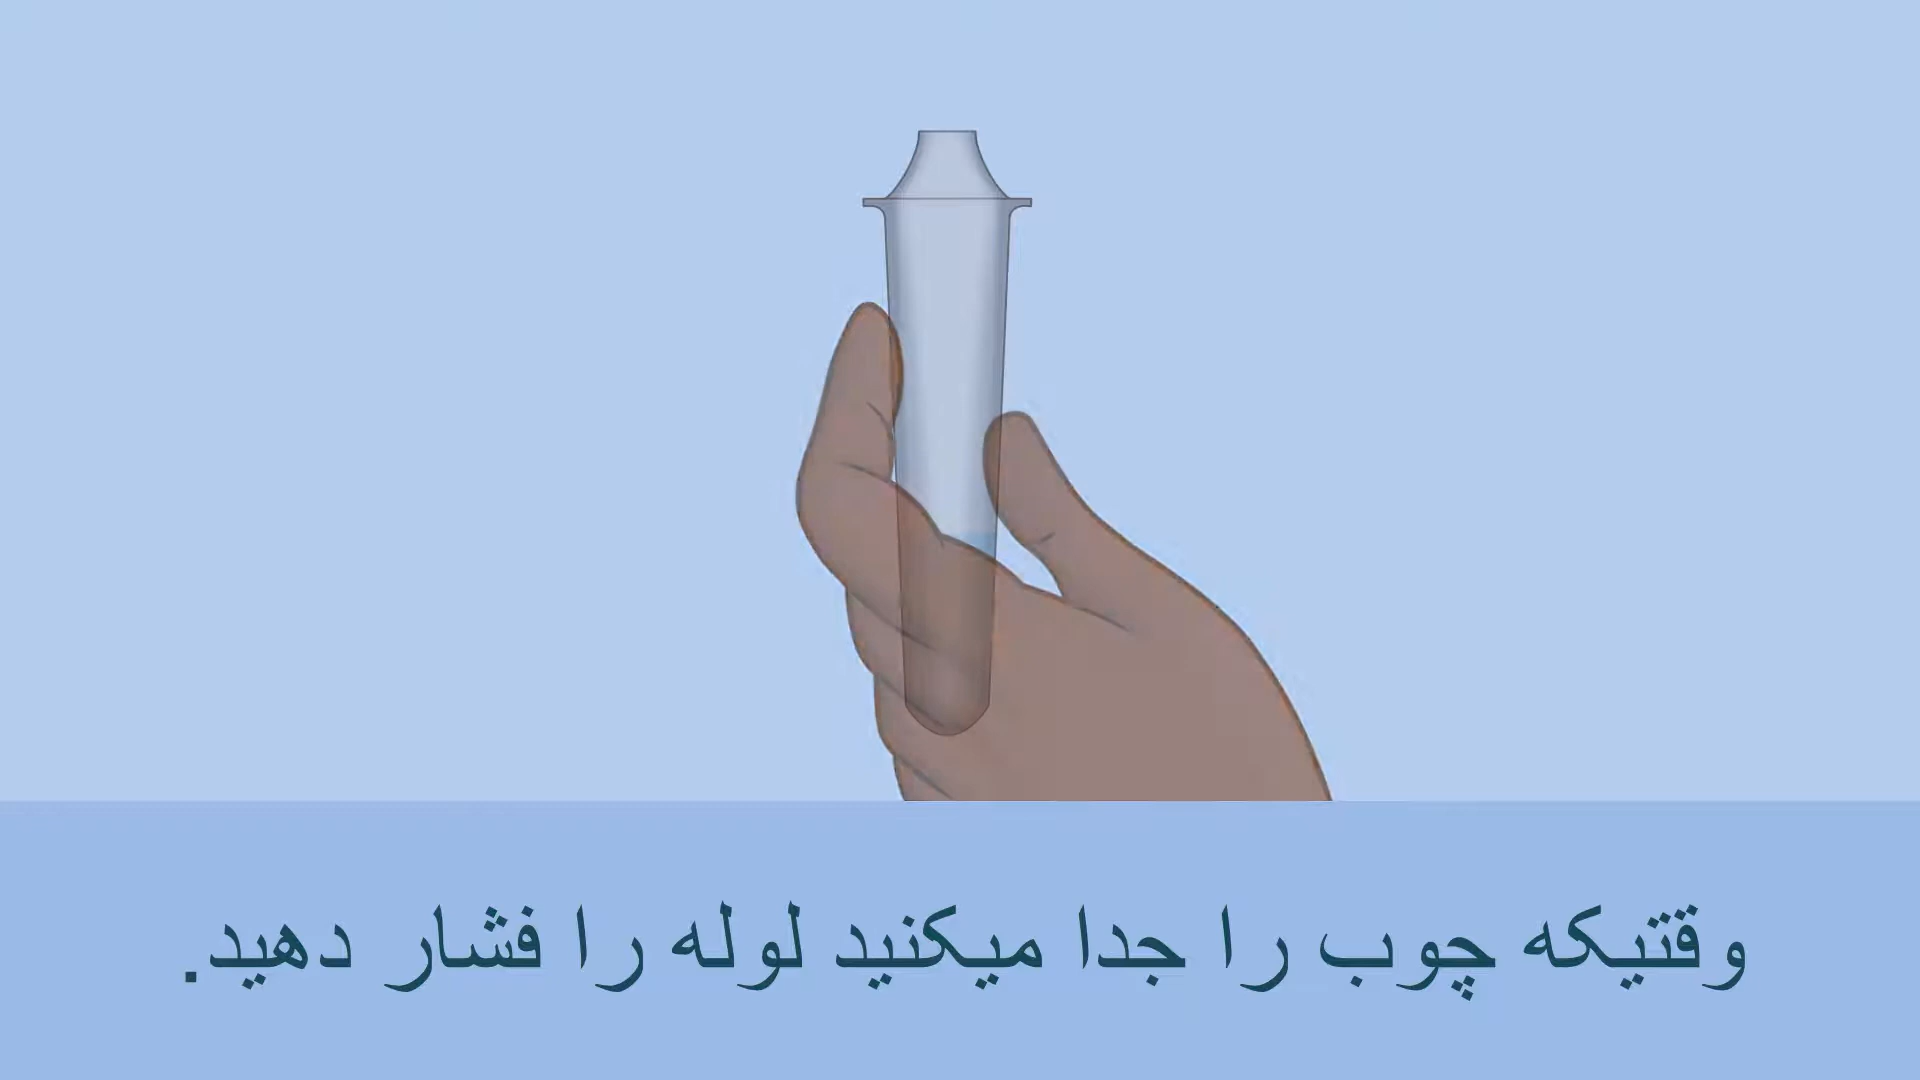 وقتیکه چوب را جدا میکنید لوله را فشار دهید.